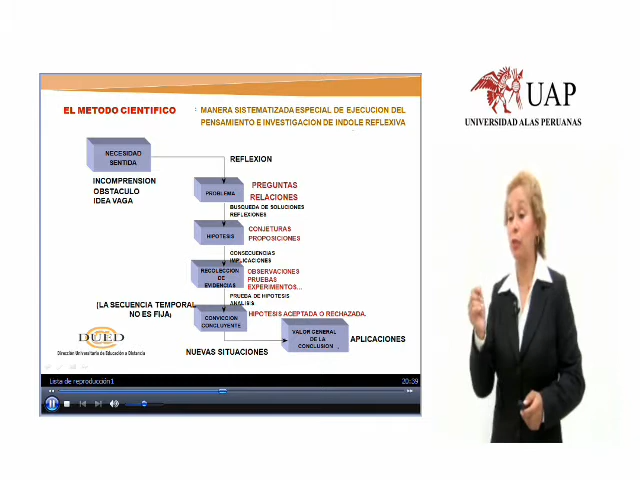 EL METODO CIENTIFICO
MANERA SISTEMATIZADA ESPECIAL DE EJECUCION DEL
PENSAMIENTO E INVESTIGACION DE INDOLE REFLEXIVA
UAP
UNIVERSIDAD ALAS PERUANAS
NECESIDAD
SENTIDA
REFLEXION
INCOMPRENSION
OBSTACULO
IDEA VAGA
PROBLEMA
PREGUNTAS
RELACIONES
BUSQUEDA DE SOLUCIONES
REFLEXIONES
HIPOTESIS
CONJETURAS
PROPOSICIONES
CONSECUENCIAS
IMPLICACIONES
RECOLECCION
DE
EVIDENCIAS
OBSERVACIONES
PRUEBAS
EXPERIMENTOS...
PRUEBA DE HIPOTESIS
ANALISIS
(LA SECUENCIA TEMPORAL
NO ES FIJA)
CONVICCION
CONCLUYENTE
HIPOTESIS ACEPTADA O RECHAZADA.
VALOR GENERAL
DE LA
CONCLUSION
APLICACIONES
NUEVAS SITUACIONES
DUED
Dirección Universitaria de Educación a Distancia
Lista de reproducción1
20:39